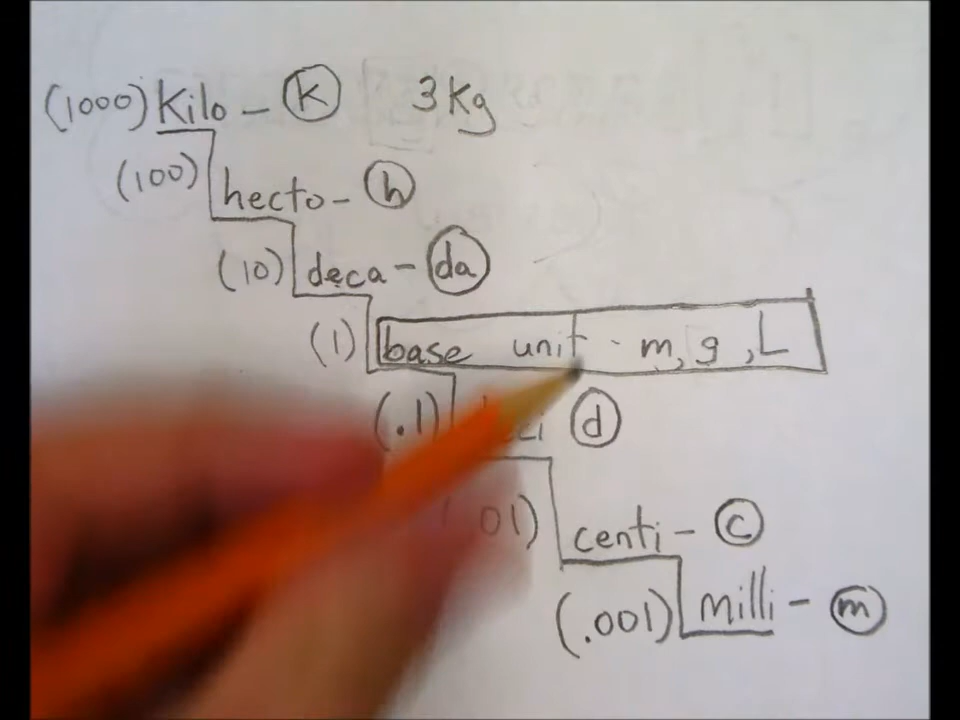 (1000) Kilo - k 3 Kg
(100) hecto - h
(10) deca - da
(1) base unit - m, g, L
(.1) d
01)
centi - c
(.001) milli - m